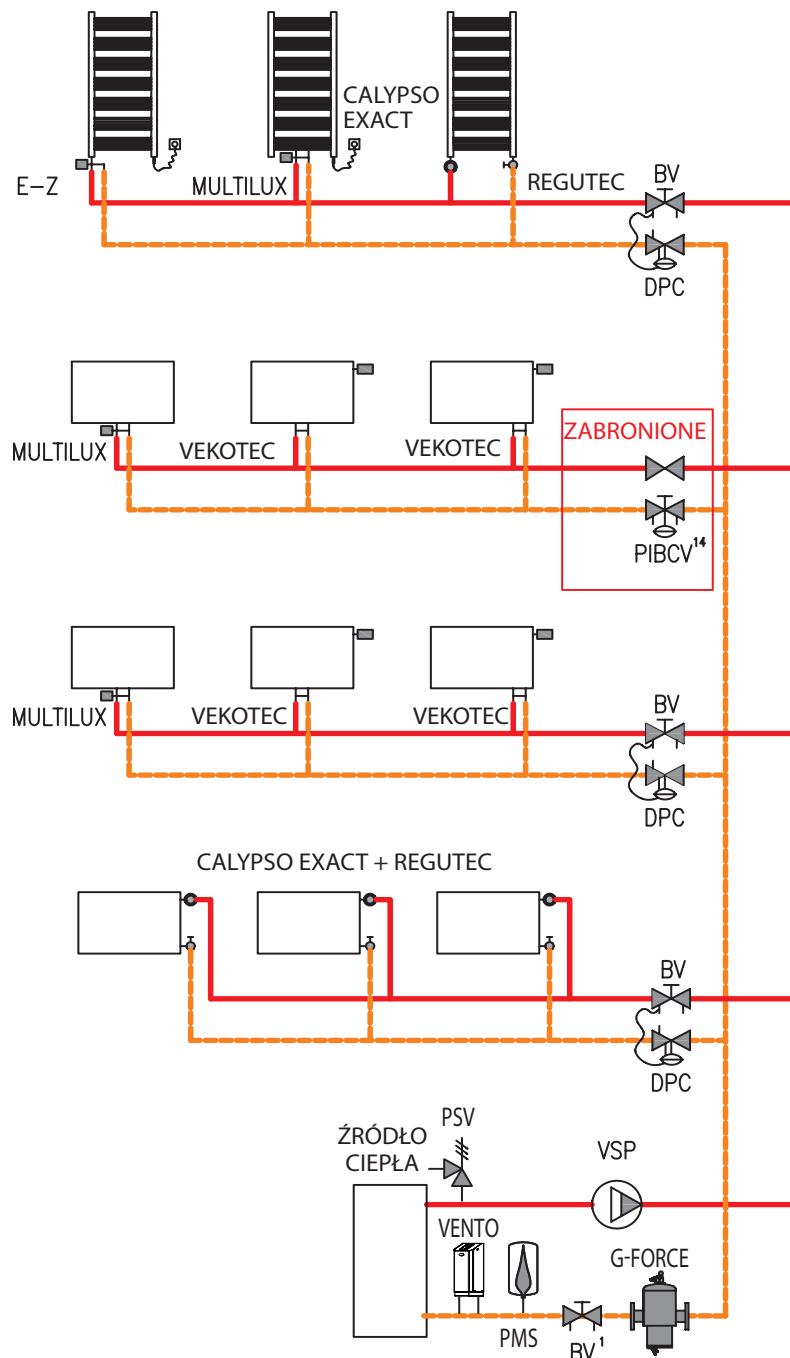 CALYPSO
EXACT
E-Z
MULTILUX
REGUTEC
BV
DPC
ZABRONIONE
MULTILUX
VEKOTEC
VEKOTEC
PIBCV¹⁴
MULTILUX
VEKOTEC
VEKOTEC
BV
DPC
CALYPSO EXACT + REGUTEC
BV
DPC
ŹRÓDŁO
CIEPŁA
PSV
VSP
VENTO
G-FORCE
PMS
BV¹